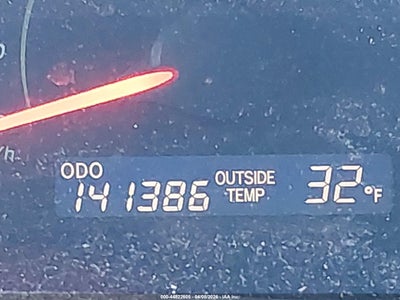 /h
ODO
141386
OUTSIDE
TEMP
32°F